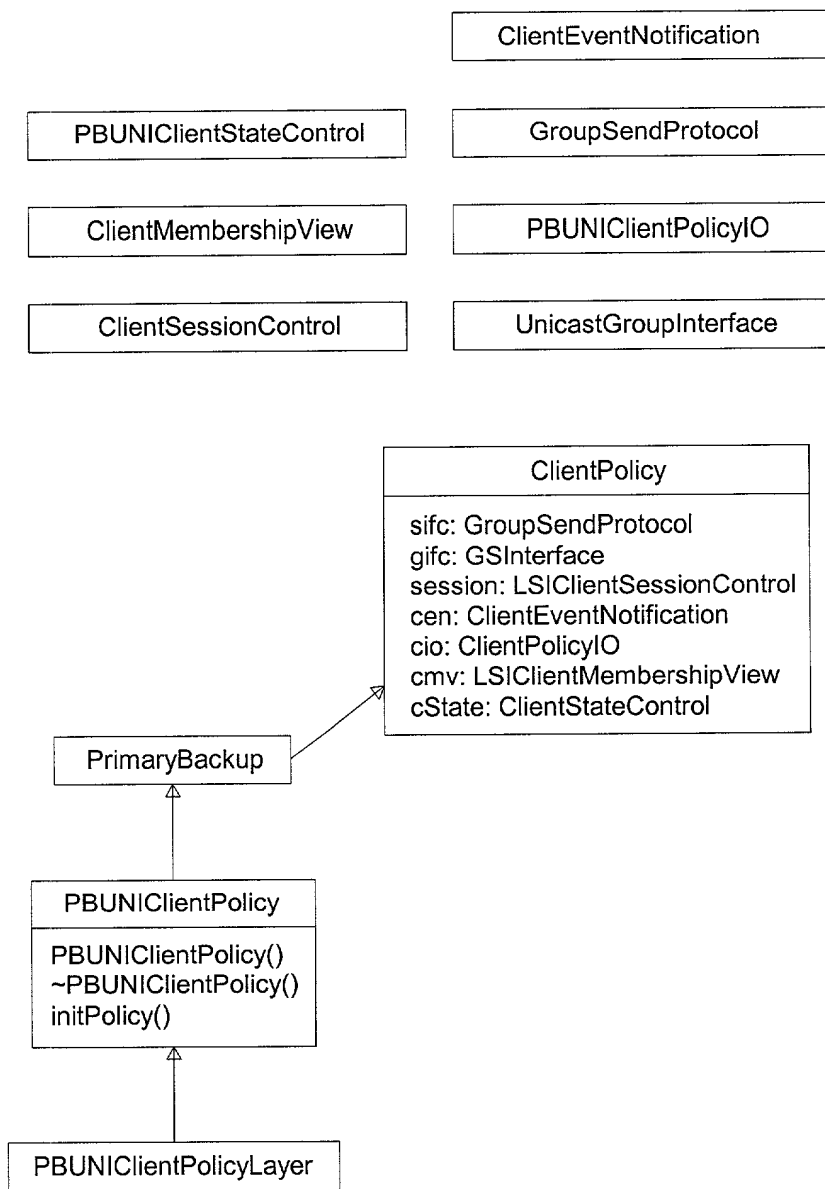 ClientEventNotification
PBUNIClientStateControl
GroupSendProtocol
ClientMembershipView
PBUNIClientPolicyIO
ClientSessionControl
UnicastGroupInterface
ClientPolicy
sifc: GroupSendProtocol
gifc: GSInterface
session: LSIClientSessionControl
cen: ClientEventNotification
cio: ClientPolicyIO
cmv: LSIClientMembershipView
cState: ClientStateControl
PrimaryBackup
PBUNIClientPolicy
PBUNIClientPolicy()
~PBUNIClientPolicy()
initPolicy()
PBUNIClientPolicyLayer